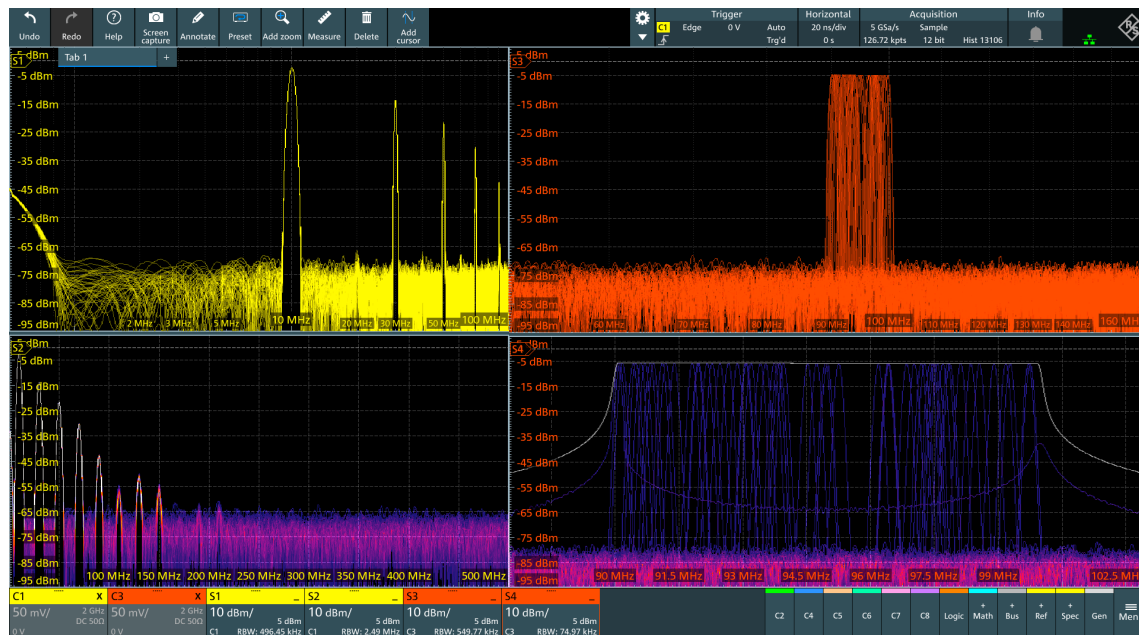 Undo Redo Help Screen capture Annotate Preset Add zoom Measure Delete Add cursor
Trigger Horizontal Acquisition Info
C1 Edge 0 V Auto 20 ns/div 5 GSa/s Sample
Trg'd 0 s 126.72 kpts 12 bit Hist 13106
Tab 1 +
S1
5 dBm
-5 dBm
-15 dBm
-25 dBm
-35 dBm
-45 dBm
-55 dBm
-65 dBm
-75 dBm
-85 dBm
-95 dBm
2 MHz 3 MHz 5 MHz 10 MHz 20 MHz 30 MHz 50 MHz 100 MHz
S3
5 dBm
-5 dBm
-15 dBm
-25 dBm
-35 dBm
-45 dBm
-55 dBm
-65 dBm
-75 dBm
-85 dBm
-95 dBm
60 MHz 70 MHz 80 MHz 90 MHz 100 MHz 110 MHz 120 MHz 130 MHz 140 MHz 160 MHz
S2
5 dBm
-5 dBm
-15 dBm
-25 dBm
-35 dBm
-45 dBm
-55 dBm
-65 dBm
-75 dBm
-85 dBm
-95 dBm
100 MHz 150 MHz 200 MHz 250 MHz 300 MHz 350 MHz 400 MHz 500 MHz
S4
5 dBm
-5 dBm
-15 dBm
-25 dBm
-35 dBm
-45 dBm
-55 dBm
-65 dBm
-75 dBm
-85 dBm
-95 dBm
90 MHz 91.5 MHz 93 MHz 94.5 MHz 96 MHz 97.5 MHz 99 MHz 102.5 MHz
C1 X C3 X S1 S2 S3 S4
50 mV/ 2 GHz 50 mV/ 2 GHz 10 dBm/ 10 dBm/ 10 dBm/ 10 dBm/
DC 50Ω DC 50Ω 5 dBm 5 dBm 5 dBm 5 dBm
0 V 0 V C1 RBW: 496.45 kHz C1 RBW: 2.49 MHz C3 RBW: 549.77 kHz C3 RBW: 74.97 kHz
C2 C4 C5 C6 C7 C8 Logic + Math + Bus + Ref + Spec Gen Men